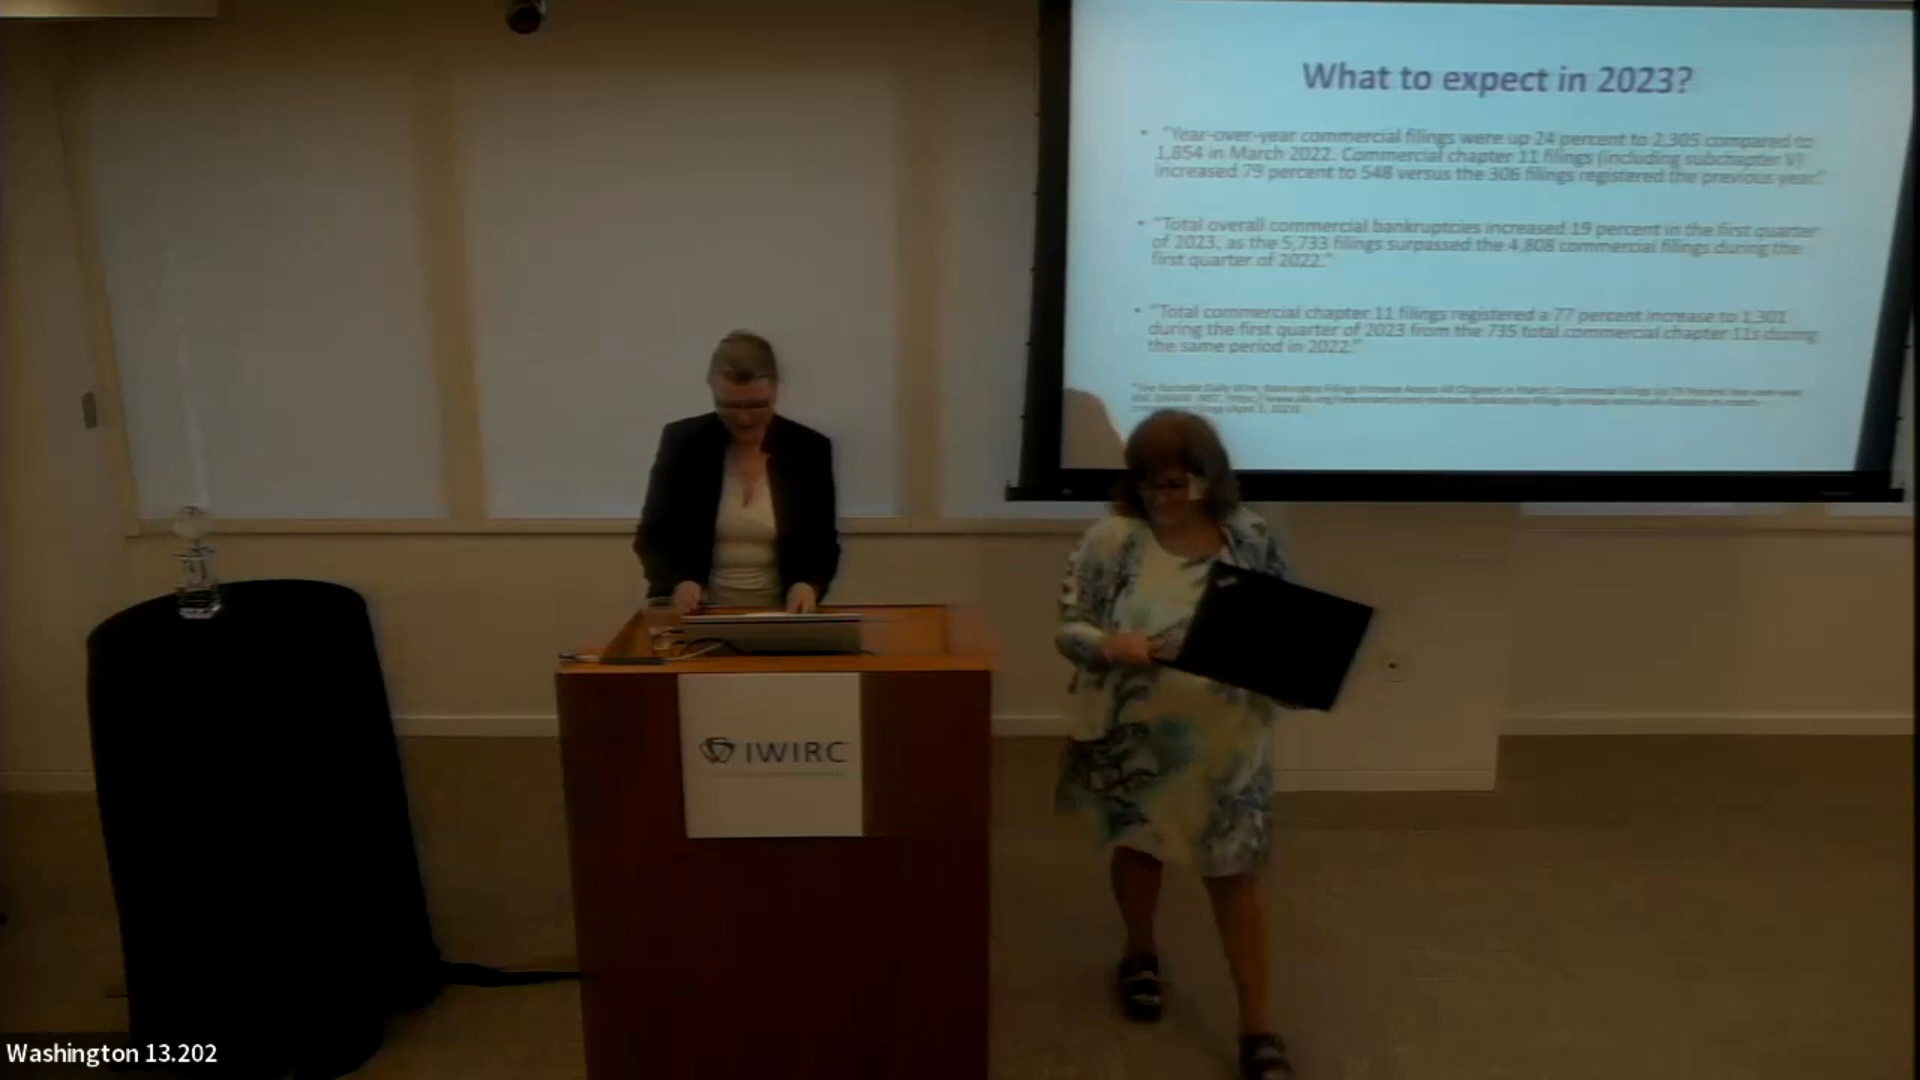 What to expect in 2023?
• "Year-over-year commercial filings were up 24 percent to 2,305 compared to
1,854 in March 2022. Commercial chapter 11 filings (including subchapter V)
increased 79 percent to 548 versus the 306 filings registered the previous year."
• "Total overall commercial bankruptcies increased 19 percent in the first quarter
of 2023, as the 5,733 filings surpassed the 4,808 commercial filings during the
first quarter of 2022."
• "Total commercial chapter 11 filings registered a 77 percent increase to 1,301
during the first quarter of 2023 from the 735 total commercial chapter 11s during
the same period in 2022."
IWIRC
Washington 13.202